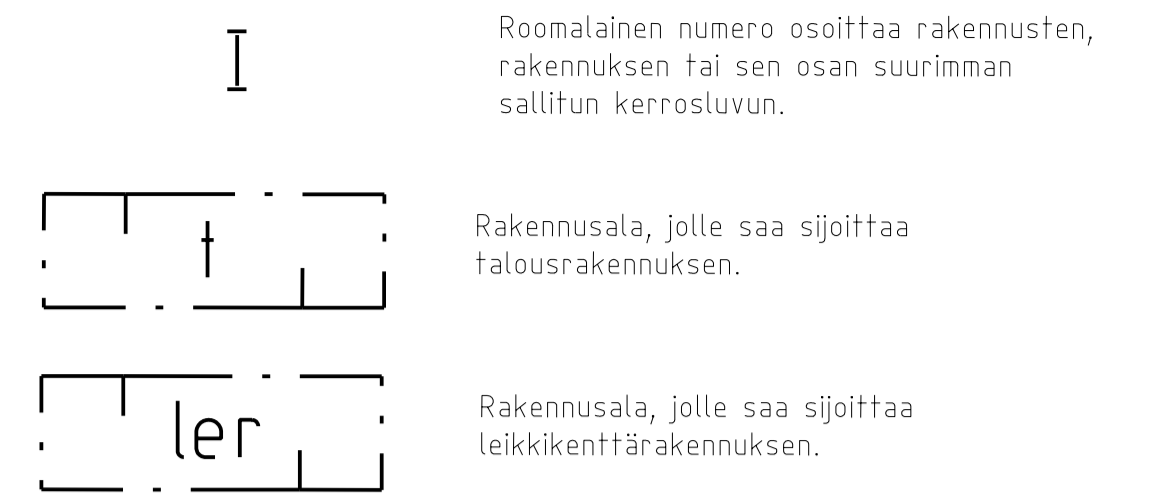 I
Roomalainen numero osoittaa rakennusten,
rakennuksen tai sen osan suurimman
sallitun kerrosluvun.
t
Rakennusala, jolle saa sijoittaa
talousrakennuksen.
ler
Rakennusala, jolle saa sijoittaa
leikkikenttärakennuksen.